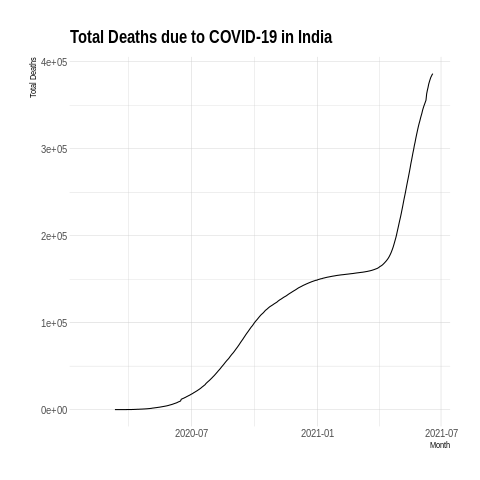 Total Deaths due to COVID-19 in India
Total Deaths
4e+05
3e+05
2e+05
1e+05
0e+00
2020-07 2021-01 2021-07
Month